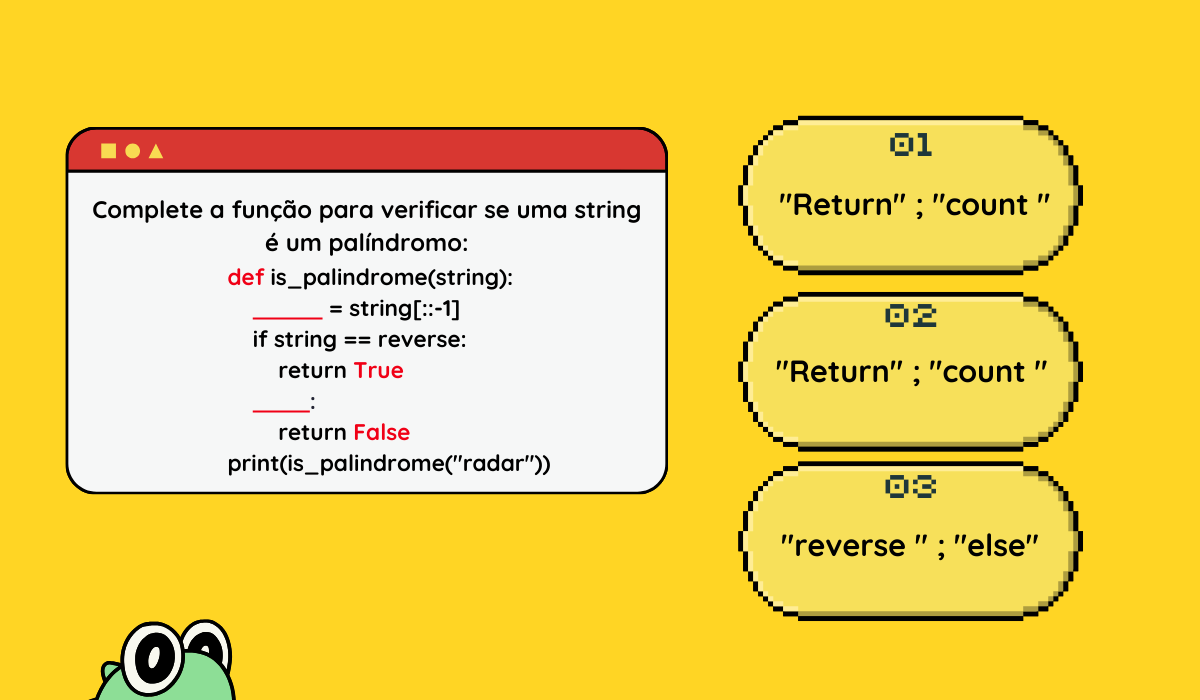 Complete a função para verificar se uma string
é um palíndromo:
def is_palindrome(string):
______ = string[::-1]
if string == reverse:
return True
_____:
return False
print(is_palindrome("radar"))
01
"Return" ; "count "
02
"Return" ; "count "
03
"reverse " ; "else"